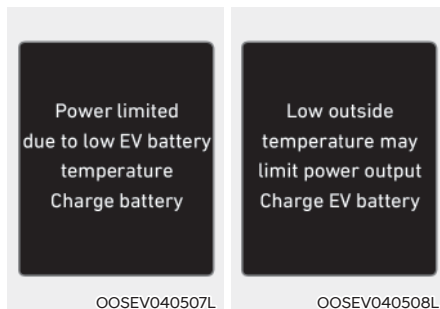 Power limited
due to low EV battery
temperature
Charge battery
OOSEV040507L
Low outside
temperature may
limit power output
Charge EV battery
OOSEV040508L